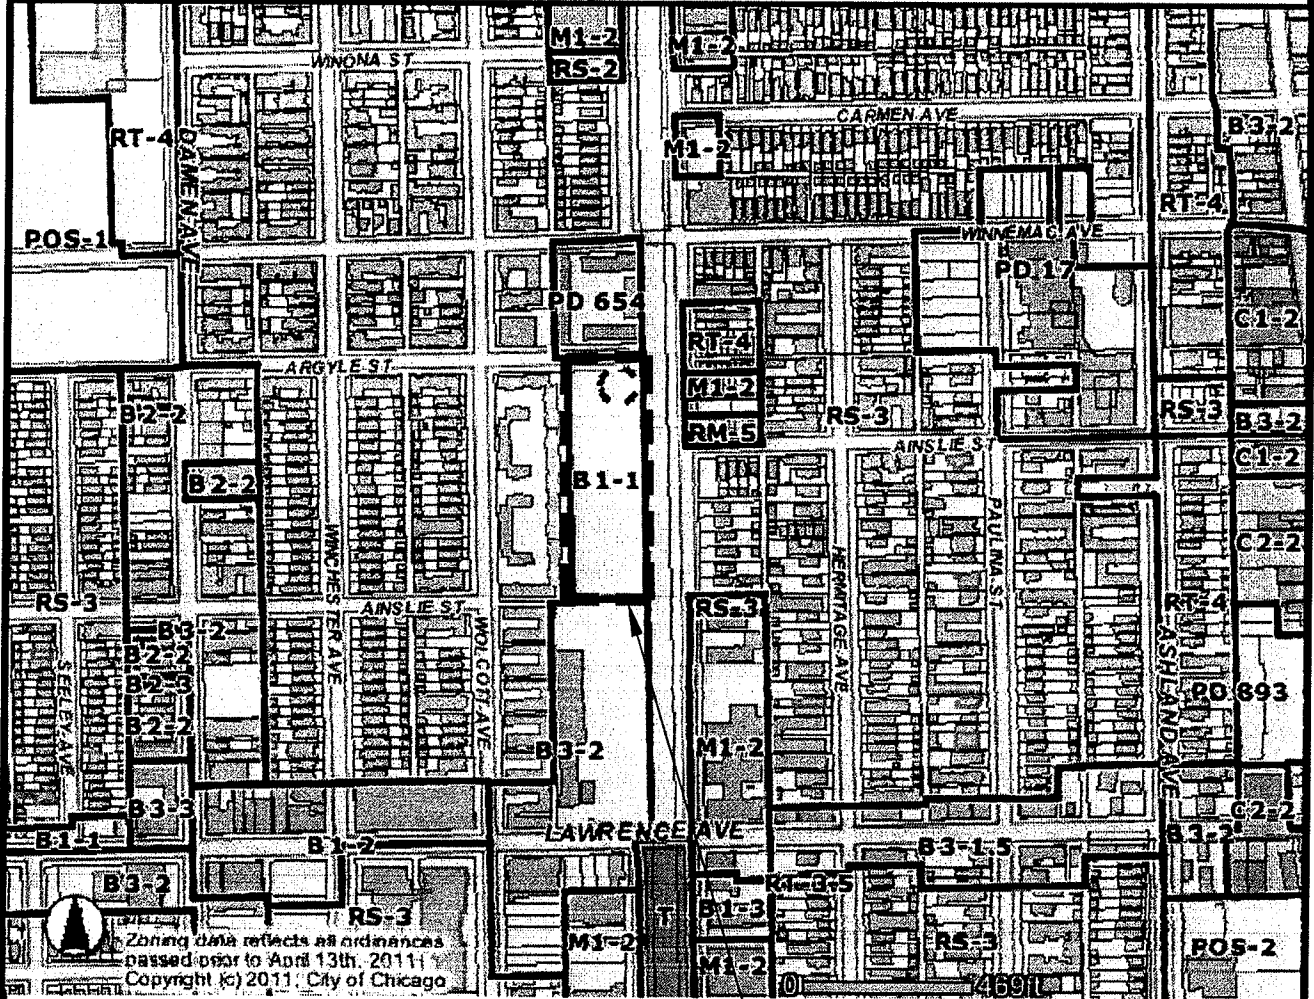 M1-2
M1-2
RS-2
WINONA ST
CARMEN AVE
B3-2
RT-4
DAMEN AVE
M1-2
RT-4
POS-1
WINNEMAC AVE
PD 17
PD 654
C1-2
RT-4
ARGYLE ST
M1-2
B2-2
RS-3
RS-3
B3-2
RM-5
AINSLIE ST
C1-2
B2-2
B1-1
PAULINA ST
WINCHESTER AVE
C2-2
HERMITAGE AVE
RS-3
AINSLIE ST
RS-3
RT-4
WOLCOTT AVE
B3-2
B2-2
B2-3
B2-2
SEELEY AVE
ASHLAND AVE
PD 893
B3-2
M1-2
B3-3
C2-2
LAWRENCE AVE
B1-1
B1-2
B3-1.5
B3-2
B3-2
RT-3.5
B1-3
RS-3
T
M1-2
RS-3
POS-2
M1-2
Zoning data reflects all ordinances
passed prior to April 13th, 2011
Copyright (c) 2011, City of Chicago
0 469ft.